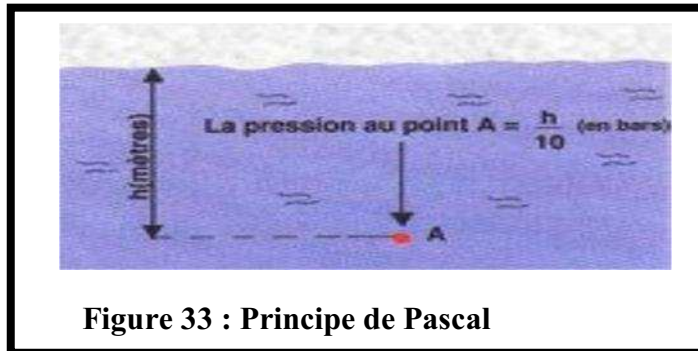 h(mètres)
La pression au point A = h/10 (en bars)
A
Figure 33 : Principe de Pascal